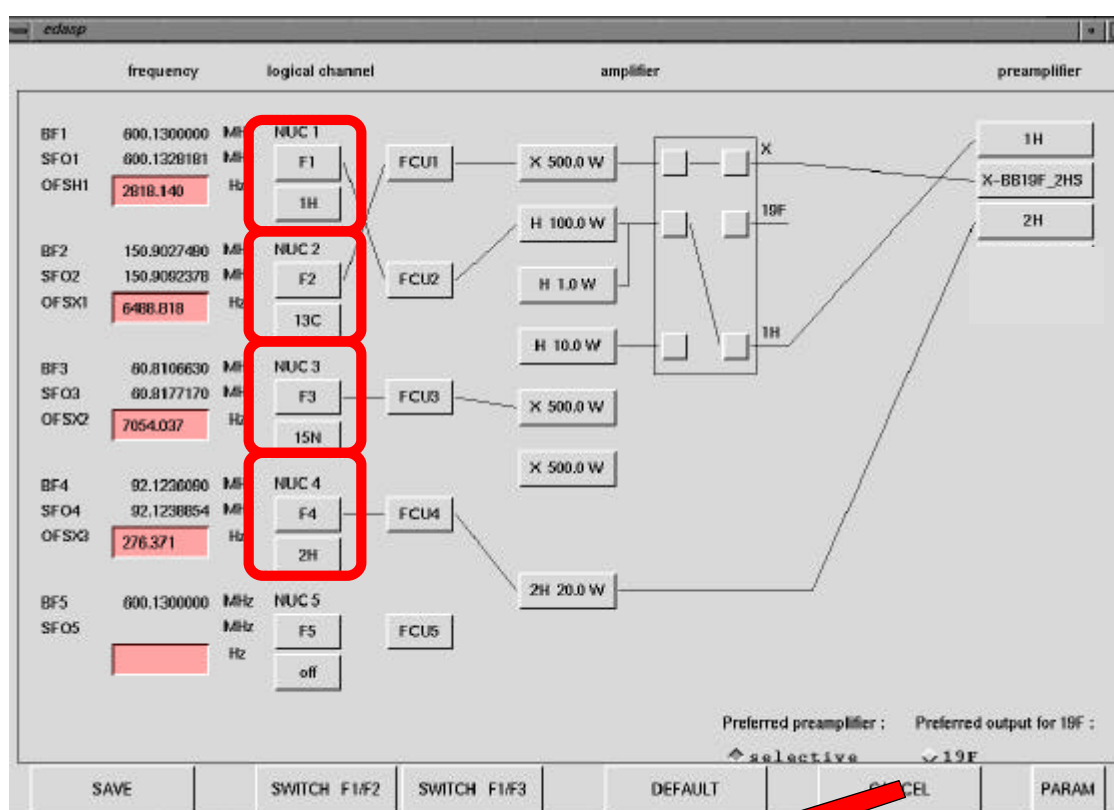 edasp
frequency logical channel amplifier preamplifier
BF1 600.1300000 MH NUC 1
SFO1 600.1328181 MH F1 FCU1 X 500.0 W X 1H
OFSH1 2818.140 Hz 1H X-BB19F_2HS
H 100.0 W 19F 2H
BF2 150.9027490 MH NUC 2
SFO2 150.9092378 MH F2 FCU2 H 1.0 W
OFSX1 6488.818 Hz 13C
H 10.0 W 1H
BF3 60.8106630 MH NUC 3
SFO3 60.8177170 MH F3 FCU3 X 500.0 W
OFSX2 7054.037 Hz 15N
X 500.0 W
BF4 92.1236090 MH NUC 4
SFO4 92.1238854 MH F4 FCU4
OFSX3 276.371 Hz 2H
2H 20.0 W
BF5 600.1300000 MHz NUC 5
SFO5 MHz F5 FCU5
Hz off
Preferred preamplifier : Preferred output for 19F :
selective 19F
SAVE SWITCH F1/F2 SWITCH F1/F3 DEFAULT CEL PARAM